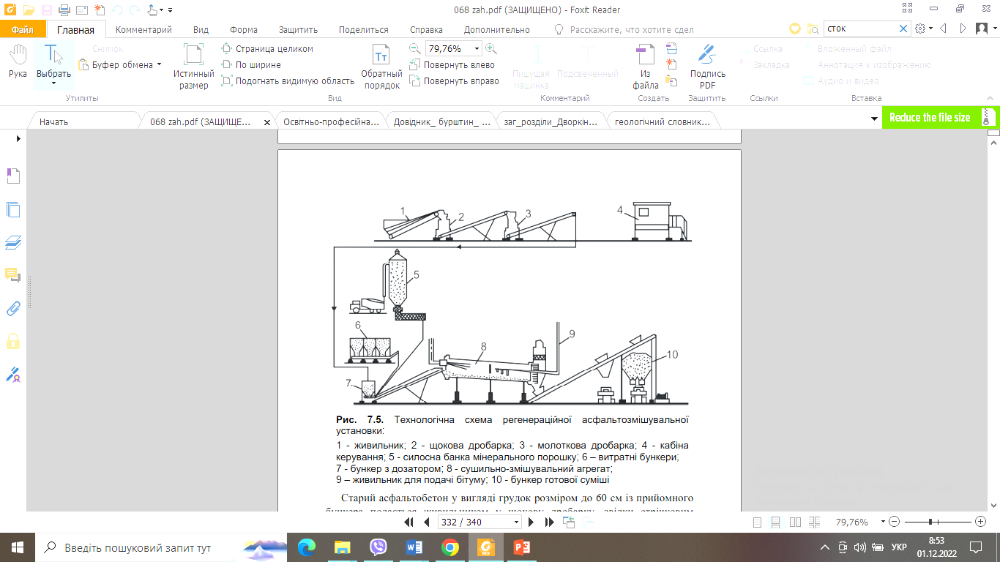 068 zah.pdf (ЗАЩИЩЕНО) - Foxit Reader
Файл Главная Комментарий Вид Форма Защитить Поделиться Справка Дополнительно Расскажите, что хотите сдел сток
Рука
Выбрать
Снимок
Буфер обмена
Истинный размер
Страница целиком
По ширине
Подогнать видимую область
Обратный порядок
79,76%
Повернуть влево
Повернуть вправо
Пишущая машинка
Подсвеченный
Из файла
Подпись PDF
Ссылка
Закладка
Вложенный файл
Аннотация к изображению
Аудио и видео
Утилиты Вид Комментарий Создать Защитить Ссылки Вставка
Начать 068 zah.pdf (ЗАЩИЩЕ... Освітньо-професійна... Довідник_ бурштин_ ... заг_розділи_Дворкін... геологічний словник... Reduce the file size
1
2
3
4
5
6
7
8
9
10
Рис. 7.5. Технологічна схема регенераційної асфальтозмішувальної
установки:
1 - живильник; 2 - щокова дробарка; 3 - молоткова дробарка; 4 - кабіна
керування; 5 - силосна банка мінерального порошку; 6 – витратні бункери;
7 - бункер з дозатором; 8 - сушильно-змішувальний агрегат;
9 – живильник для подачі бітуму; 10 - бункер готової суміші
Старий асфальтобетон у вигляді грудок розміром до 60 см із прийомного
332 / 340
79,76%
Введіть пошуковий запит тут
УКР
8:53
01.12.2022